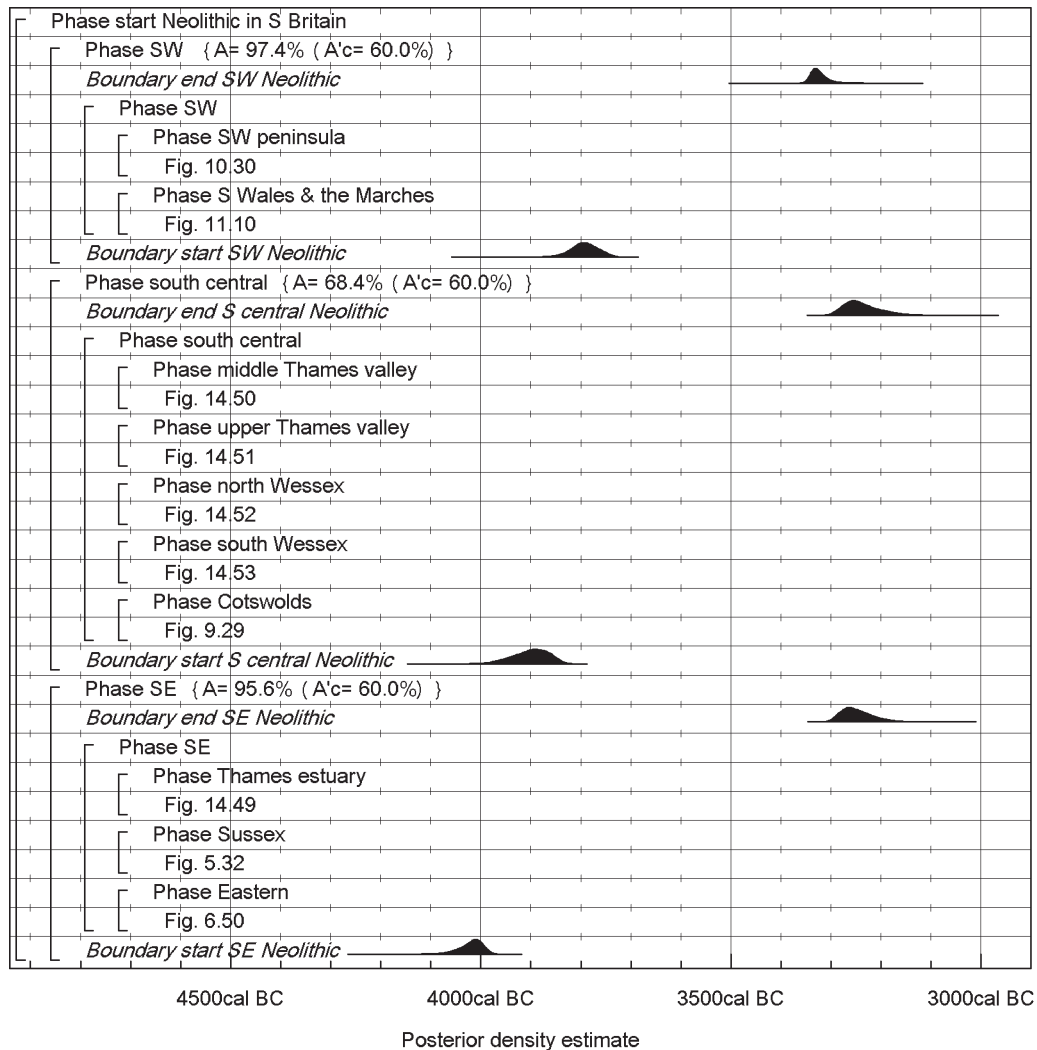 Phase start Neolithic in S Britain
Phase SW { A= 97.4% ( A'c= 60.0% ) }
Boundary end SW Neolithic
Phase SW
Phase SW peninsula
Fig. 10.30
Phase S Wales & the Marches
Fig. 11.10
Boundary start SW Neolithic
Phase south central { A= 68.4% ( A'c= 60.0% ) }
Boundary end S central Neolithic
Phase south central
Phase middle Thames valley
Fig. 14.50
Phase upper Thames valley
Fig. 14.51
Phase north Wessex
Fig. 14.52
Phase south Wessex
Fig. 14.53
Phase Cotswolds
Fig. 9.29
Boundary start S central Neolithic
Phase SE { A= 95.6% ( A'c= 60.0% ) }
Boundary end SE Neolithic
Phase SE
Phase Thames estuary
Fig. 14.49
Phase Sussex
Fig. 5.32
Phase Eastern
Fig. 6.50
Boundary start SE Neolithic
4500cal BC 4000cal BC 3500cal BC 3000cal BC
Posterior density estimate